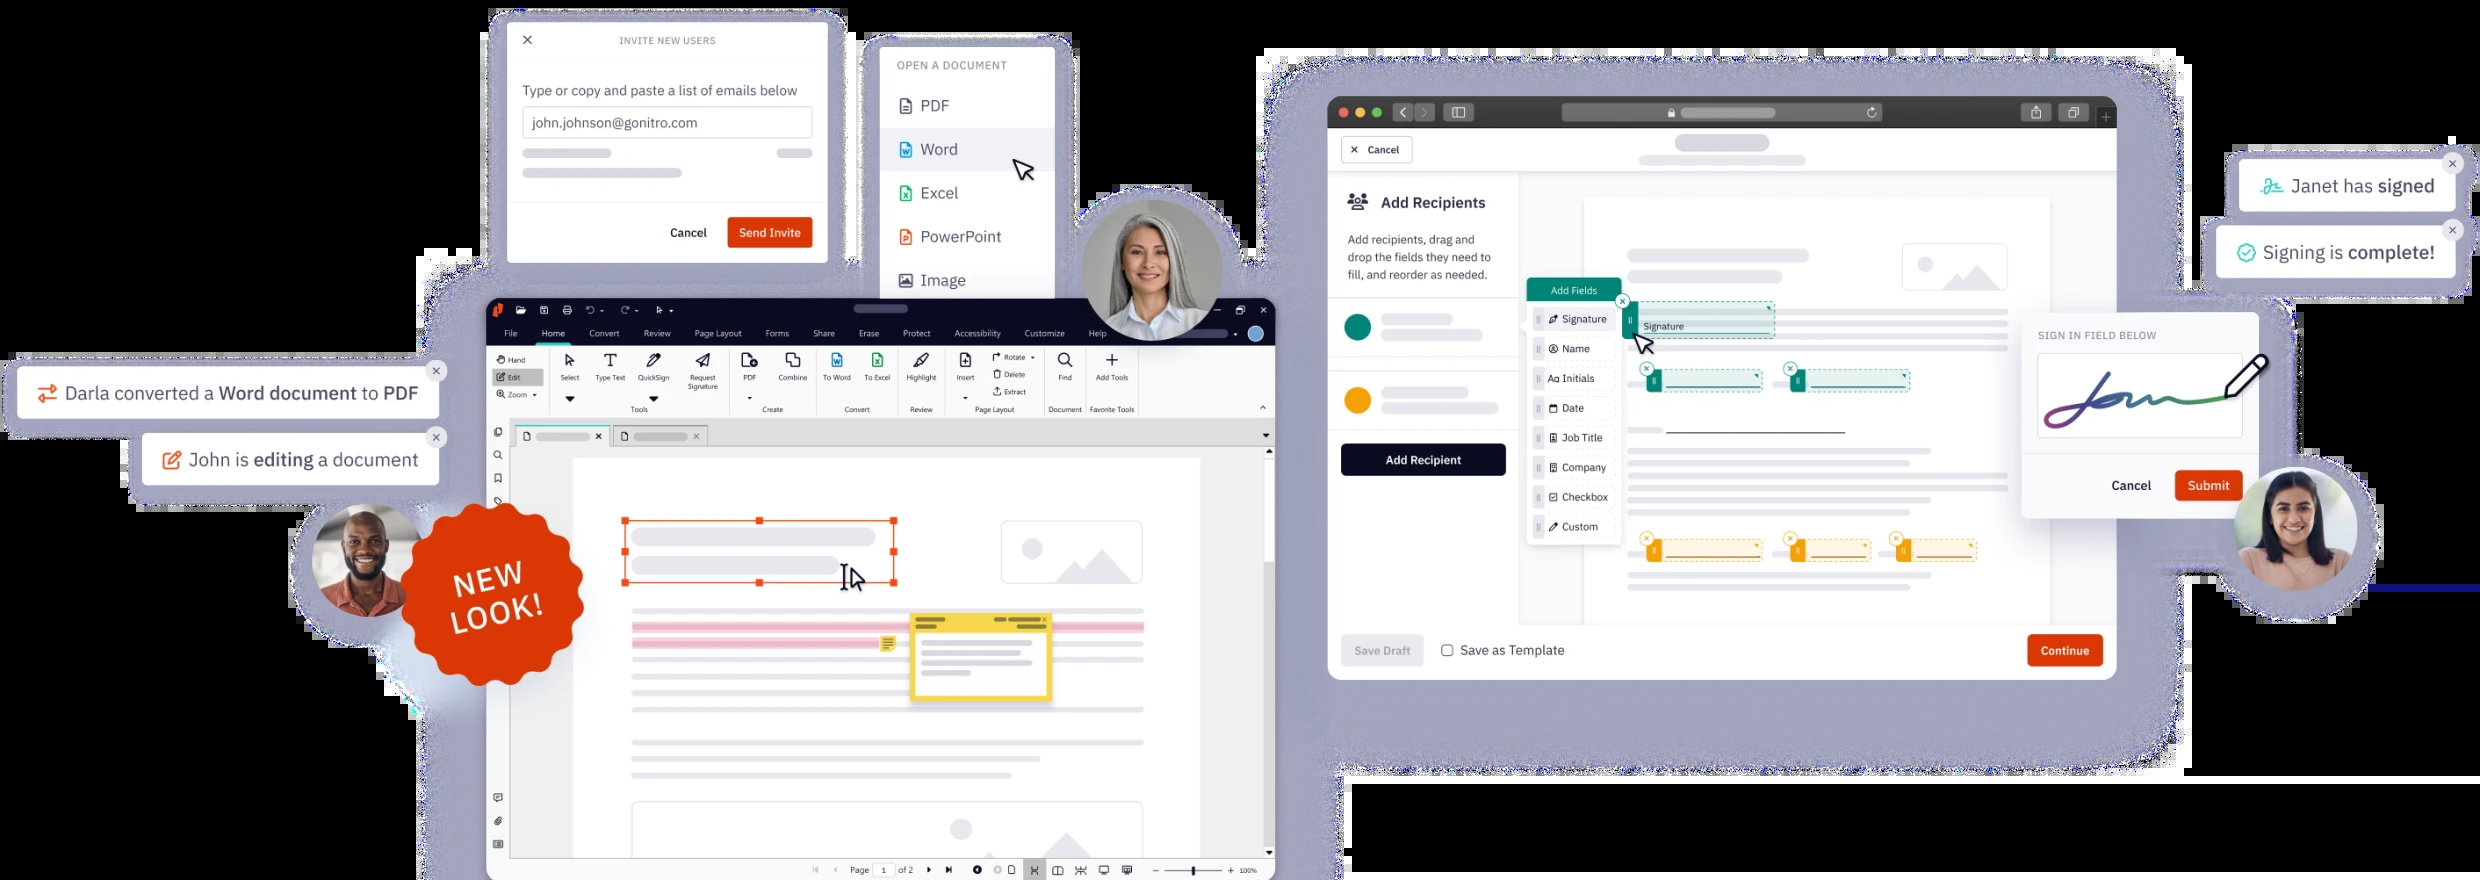 INVITE NEW USERS
Type or copy and paste a list of emails below
john.johnson@gonitro.com
Cancel
Send Invite
OPEN A DOCUMENT
PDF
Word
Excel
PowerPoint
Image
Darla converted a Word document to PDF
John is editing a document
NEW
LOOK!
File Home Convert Review Page Layout Forms Share Erase Protect Accessibility Customize Help
Hand
Edit
Zoom
Select
Type Text
QuickSign
Request
Signature
Tools
PDF
Combine
Create
To Word
To Excel
Convert
Highlight
Review
Insert
Rotate
Delete
Extract
Page Layout
Find
Document
Add Tools
Favorite Tools
Page 1 of 2
100%
Cancel
Add Recipients
Add recipients, drag and
drop the fields they need to
fill, and reorder as needed.
Add Recipient
Add Fields
Signature
Name
Aa Initials
Date
Job Title
Company
Checkbox
Custom
Signature
Save Draft
Save as Template
Continue
Janet has signed
Signing is complete!
SIGN IN FIELD BELOW
Cancel
Submit